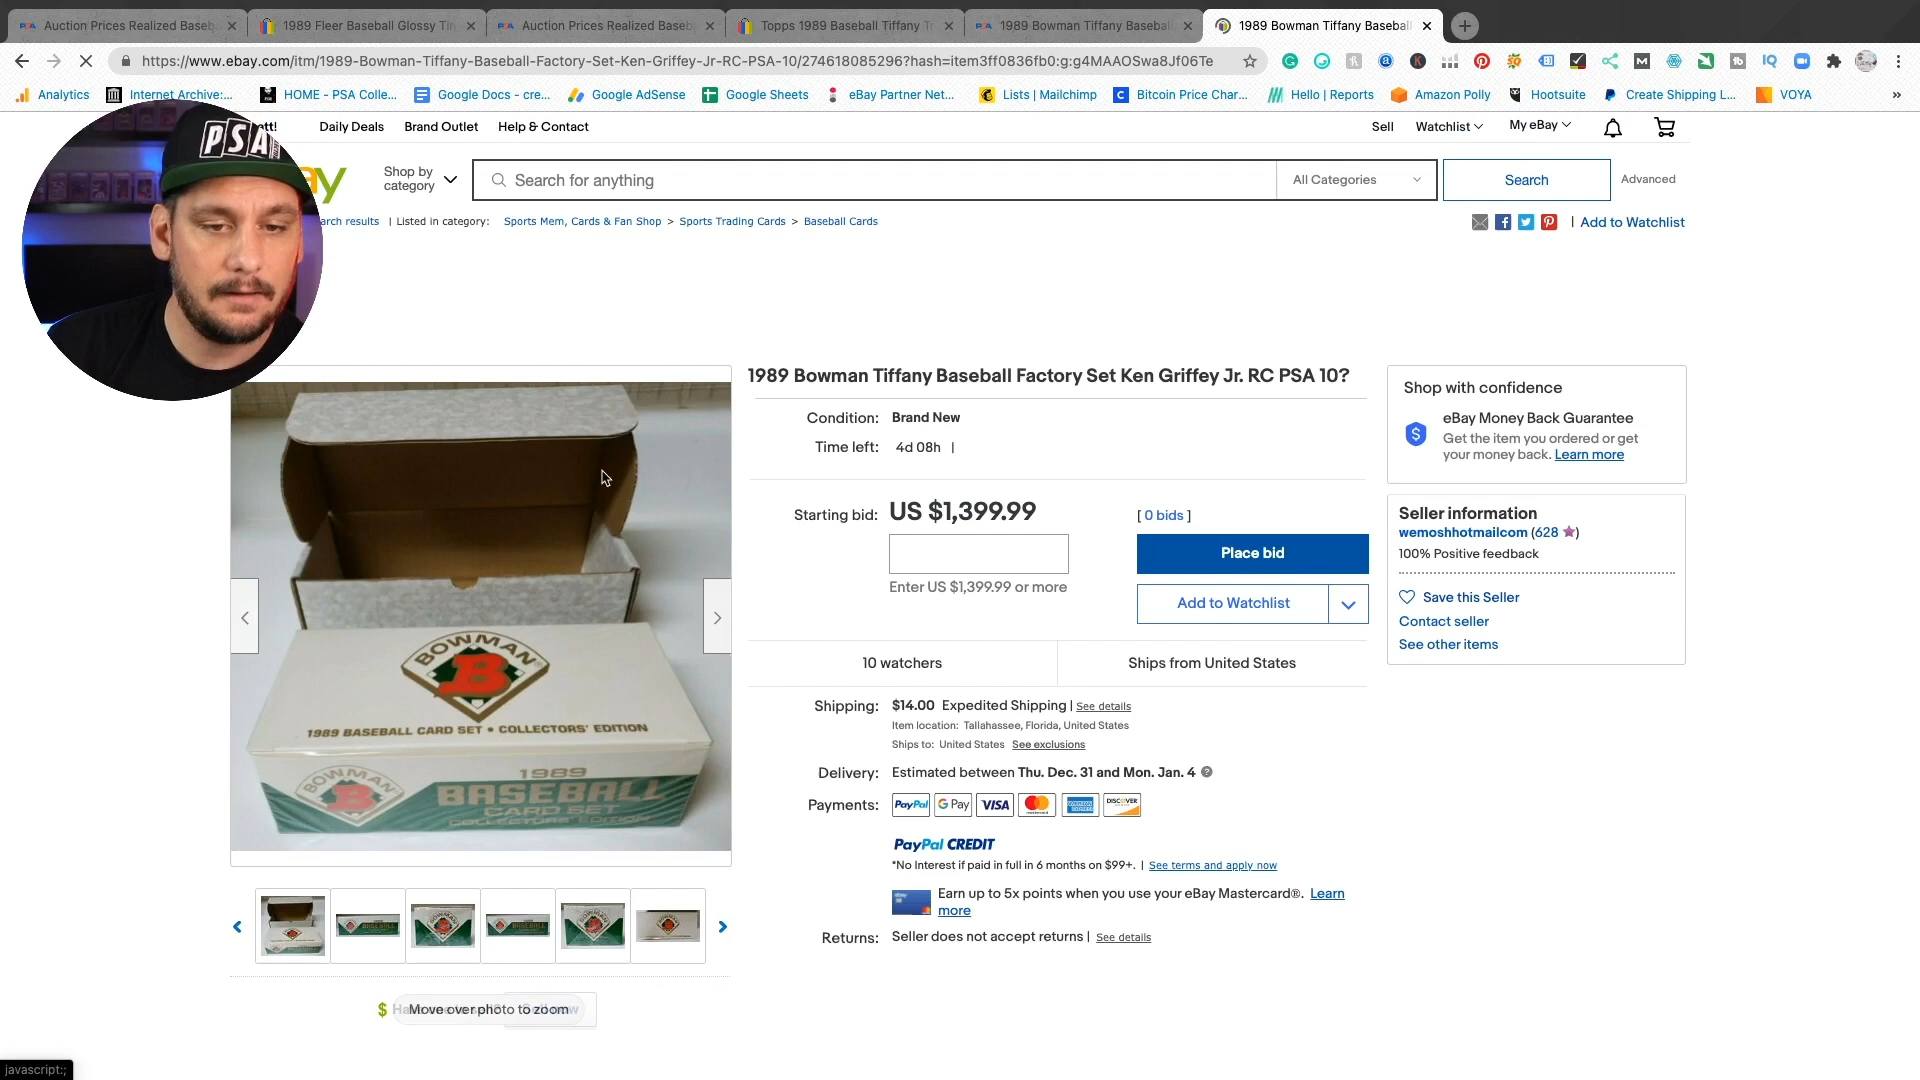 Auction Prices Realized Baseb
1989 Fleer Baseball Glossy Tin
Auction Prices Realized Baseb
Topps 1989 Baseball Tiffany Tr
1989 Bowman Tiffany Baseball
1989 Bowman Tiffany Baseball
https://www.ebay.com/itm/1989-Bowman-Tiffany-Baseball-Factory-Set-Ken-Griffey-Jr-RC-PSA-10/274618085296?hash=item3ff0836fb0:g:g4MAAOSwa8Jf06Te
Analytics
Internet Archive:...
HOME - PSA Colle...
Google Docs - cre...
Google AdSense
Google Sheets
eBay Partner Net...
Lists | Mailchimp
Bitcoin Price Char...
Hello | Reports
Amazon Polly
Hootsuite
Create Shipping L...
VOYA
»
ett!
Daily Deals
Brand Outlet
Help & Contact
Sell
Watchlist
My eBay
PSA
ay
Shop by
category
Search for anything
All Categories
Search
Advanced
arch results | Listed in category: Sports Mem, Cards & Fan Shop > Sports Trading Cards > Baseball Cards
| Add to Watchlist
1989 Bowman Tiffany Baseball Factory Set Ken Griffey Jr. RC PSA 10?
Condition: Brand New
Time left: 4d 08h |
Starting bid: US $1,399.99
[ 0 bids ]
Place bid
Enter US $1,399.99 or more
Add to Watchlist
10 watchers
Ships from United States
Shipping: $14.00 Expedited Shipping | See details
Item location: Tallahassee, Florida, United States
Ships to: United States See exclusions
Delivery: Estimated between Thu. Dec. 31 and Mon. Jan. 4
Payments: PayPal G Pay VISA mastercard DISCOVER
PayPal CREDIT
*No Interest if paid in full in 6 months on $99+. | See terms and apply now
Earn up to 5x points when you use your eBay Mastercard®. Learn
more
Returns: Seller does not accept returns | See details
Shop with confidence
eBay Money Back Guarantee
Get the item you ordered or get
your money back. Learn more
Seller information
wemoshhotmailcom (628 )
100% Positive feedback
Save this Seller
Contact seller
See other items
BOWMAN
B
1989 BASEBALL CARD SET • COLLECTORS' EDITION
BOWMAN
B
1989
BASEBALL
CARD SET
COLLECTORS' EDITION
Move over photo to zoom
javascript:;